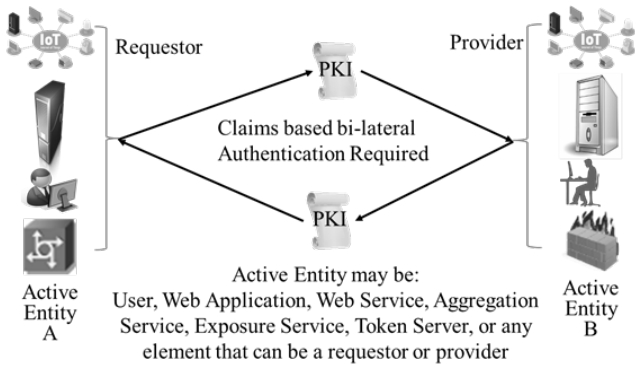 IoT
Requestor
Provider
IoT
PKI
Claims based bi-lateral
Authentication Required
PKI
Active
Entity
A
Active Entity may be:
User, Web Application, Web Service, Aggregation
Service, Exposure Service, Token Server, or any
element that can be a requestor or provider
Active
Entity
B